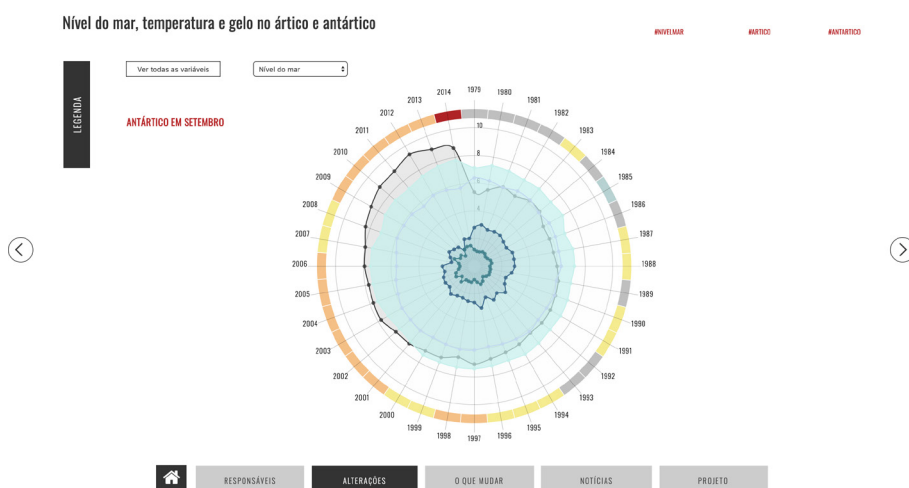 Nível do mar, temperatura e gelo no ártico e antártico
#NIVELMAR
#ARTICO
#ANTARTICO
LEGENDA
Ver todas as variáveis
Nível do mar
ANTÁRTICO EM SETEMBRO
1979
1980
1981
1982
1983
1984
1985
1986
1987
1988
1989
1990
1991
1992
1993
1994
1995
1996
1997
1998
1999
2000
2001
2002
2003
2004
2005
2006
2007
2008
2009
2010
2011
2012
2013
2014
10
8
RESPONSÁVEIS
ALTERAÇÕES
O QUE MUDAR
NOTÍCIAS
PROJETO